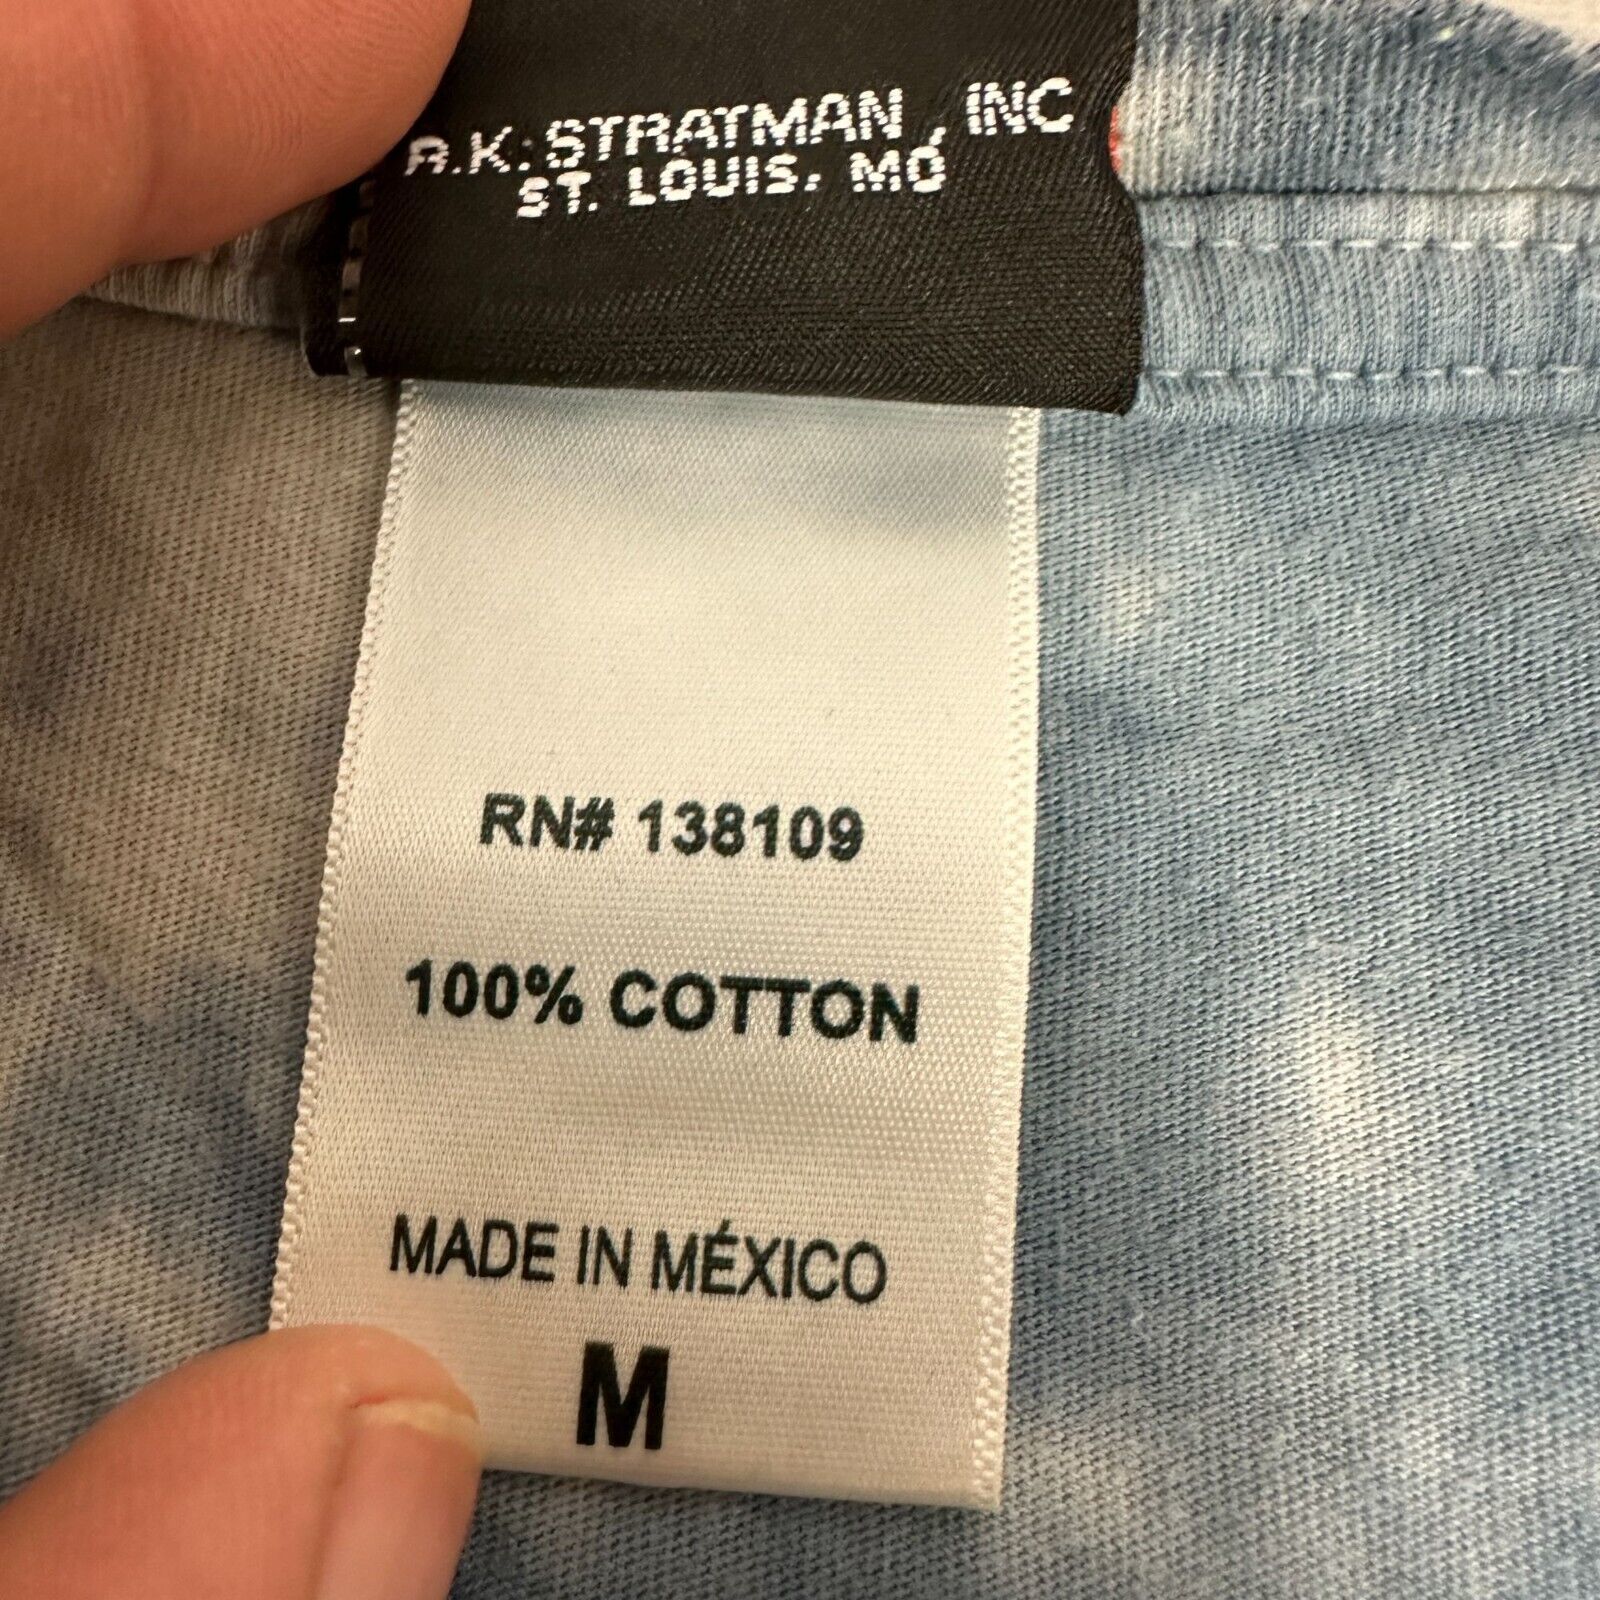 R.K. STRATMAN, INC
ST. LOUIS, MO
RN# 138109
100% COTTON
MADE IN MÉXICO
M